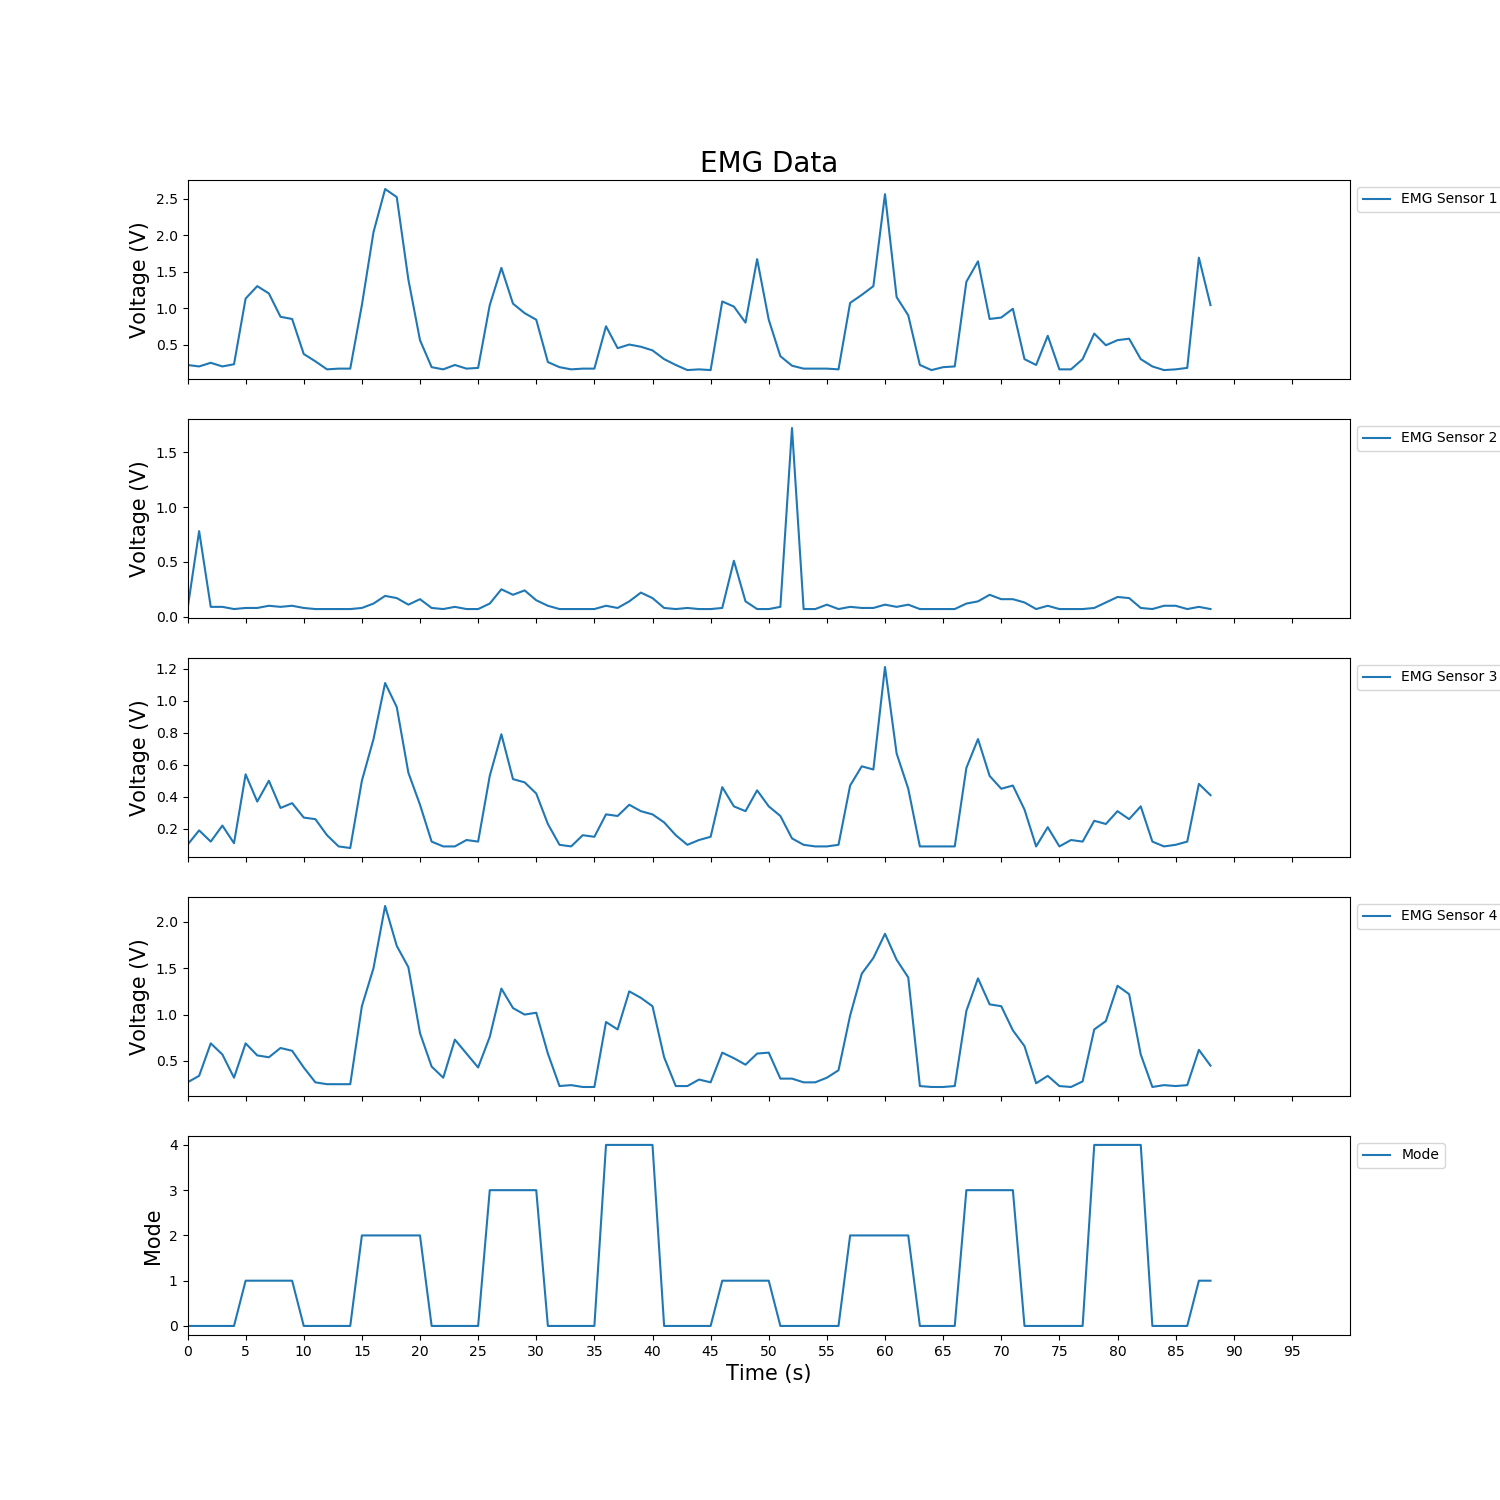 EMG Data
Voltage (V)
2.5
2.0
1.5
1.0
0.5
EMG Sensor 1
Voltage (V)
1.5
1.0
0.5
0.0
EMG Sensor 2
Voltage (V)
1.2
1.0
0.8
0.6
0.4
0.2
EMG Sensor 3
Voltage (V)
2.0
1.5
1.0
0.5
EMG Sensor 4
Mode
4
3
2
1
0
Mode
0 5 10 15 20 25 30 35 40 45 50 55 60 65 70 75 80 85 90 95
Time (s)